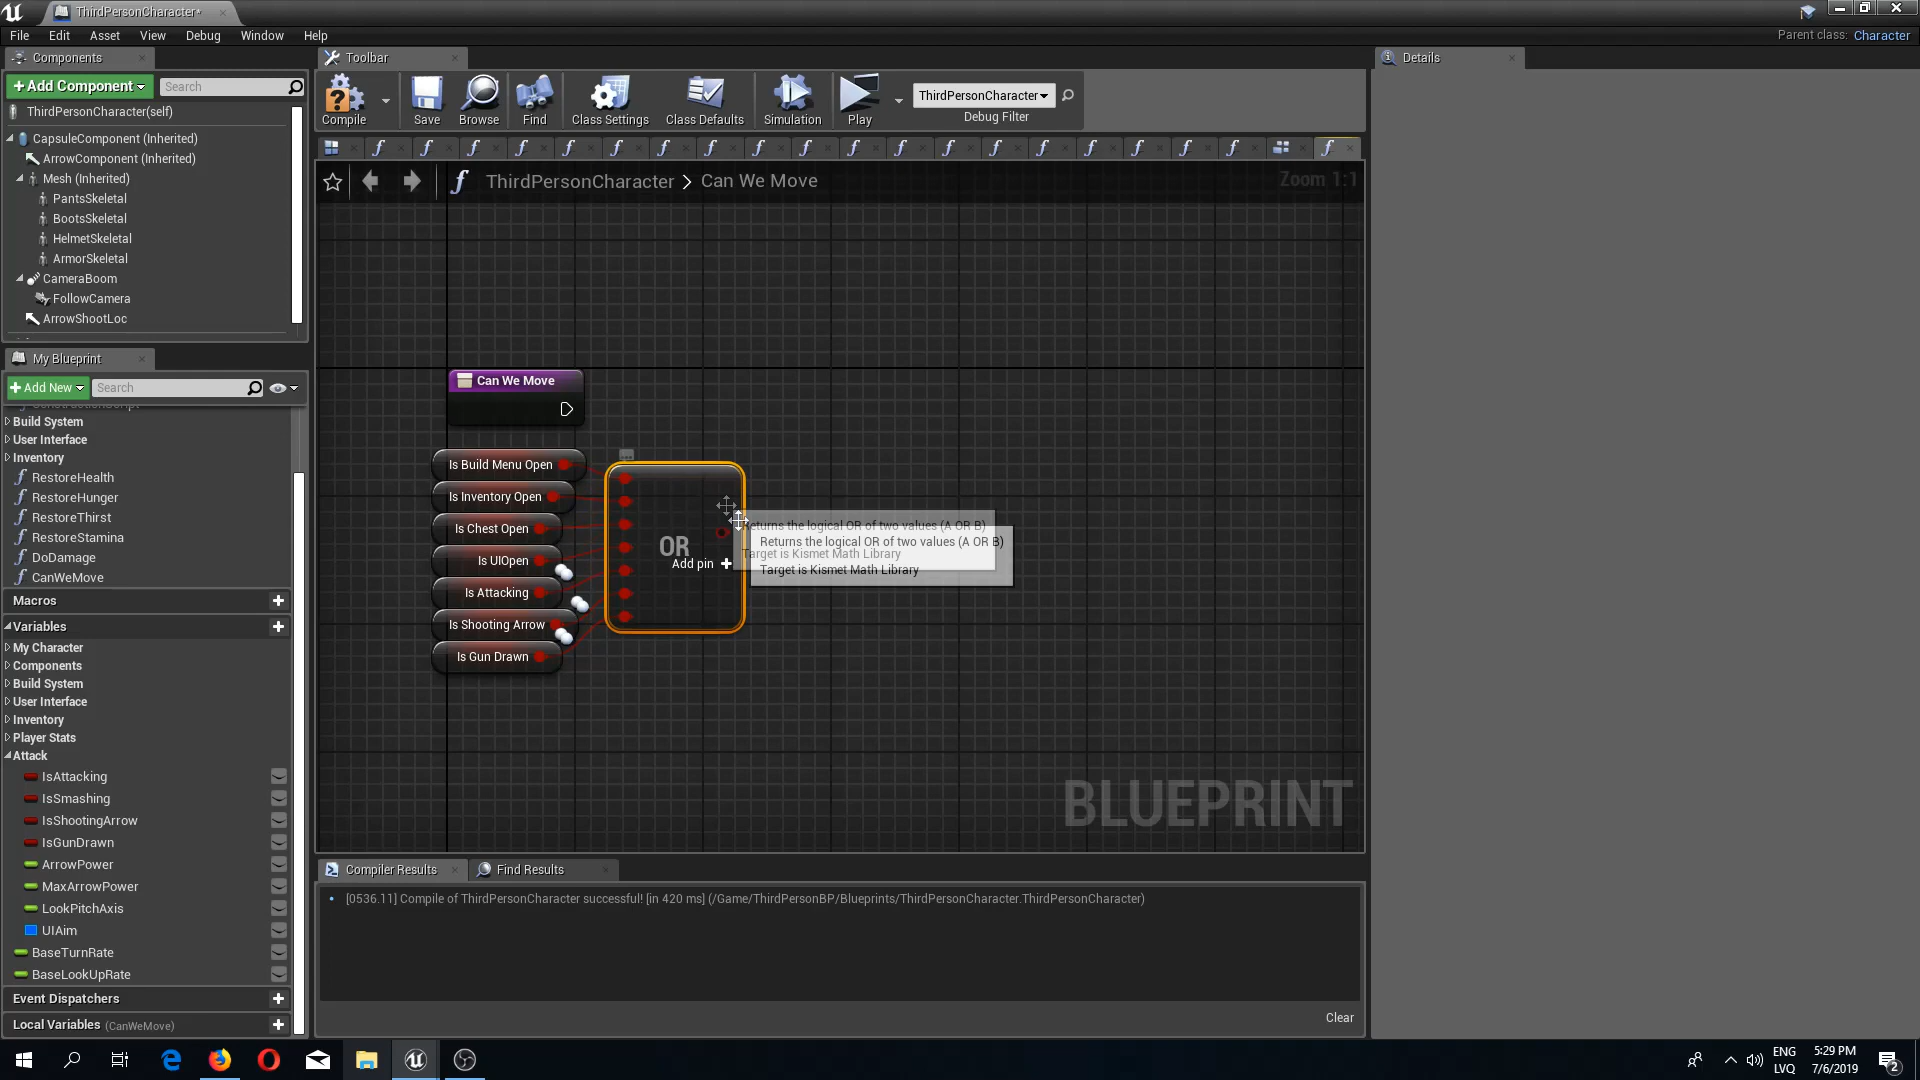 ThirdPersonCharacter*
File Edit Asset View Debug Window Help
Parent class: Character
Components
Toolbar
Details
+Add Component
Search
ThirdPersonCharacter(self)
CapsuleComponent (Inherited)
ArrowComponent (Inherited)
Mesh (Inherited)
PantsSkeletal
BootsSkeletal
HelmetSkeletal
ArmorSkeletal
CameraBoom
FollowCamera
ArrowShootLoc
Compile
Save
Browse
Find
Class Settings
Class Defaults
Simulation
Play
ThirdPersonCharacter
Debug Filter
ThirdPersonCharacter > Can We Move
Zoom 1:1
My Blueprint
+Add New
Search
ConstructionScript
Build System
User Interface
Inventory
RestoreHealth
RestoreHunger
RestoreThirst
RestoreStamina
DoDamage
CanWeMove
Macros
Variables
My Character
Components
Build System
User Interface
Inventory
Player Stats
Attack
IsAttacking
IsSmashing
IsShootingArrow
IsGunDrawn
ArrowPower
MaxArrowPower
LookPitchAxis
UIAim
BaseTurnRate
BaseLookUpRate
Event Dispatchers
Local Variables (CanWeMove)
Can We Move
Is Build Menu Open
Is Inventory Open
Is Chest Open
Is UIOpen
Is Attacking
Is Shooting Arrow
Is Gun Drawn
OR
Add pin +
Returns the logical OR of two values (A OR B)
Target is Kismet Math Library
Returns the logical OR of two values (A OR B)
Target is Kismet Math Library
BLUEPRINT
Compiler Results
Find Results
[0536.11] Compile of ThirdPersonCharacter successful! [in 420 ms] (/Game/ThirdPersonBP/Blueprints/ThirdPersonCharacter.ThirdPersonCharacter)
Clear
ENG
LVQ
5:29 PM
7/6/2019
2